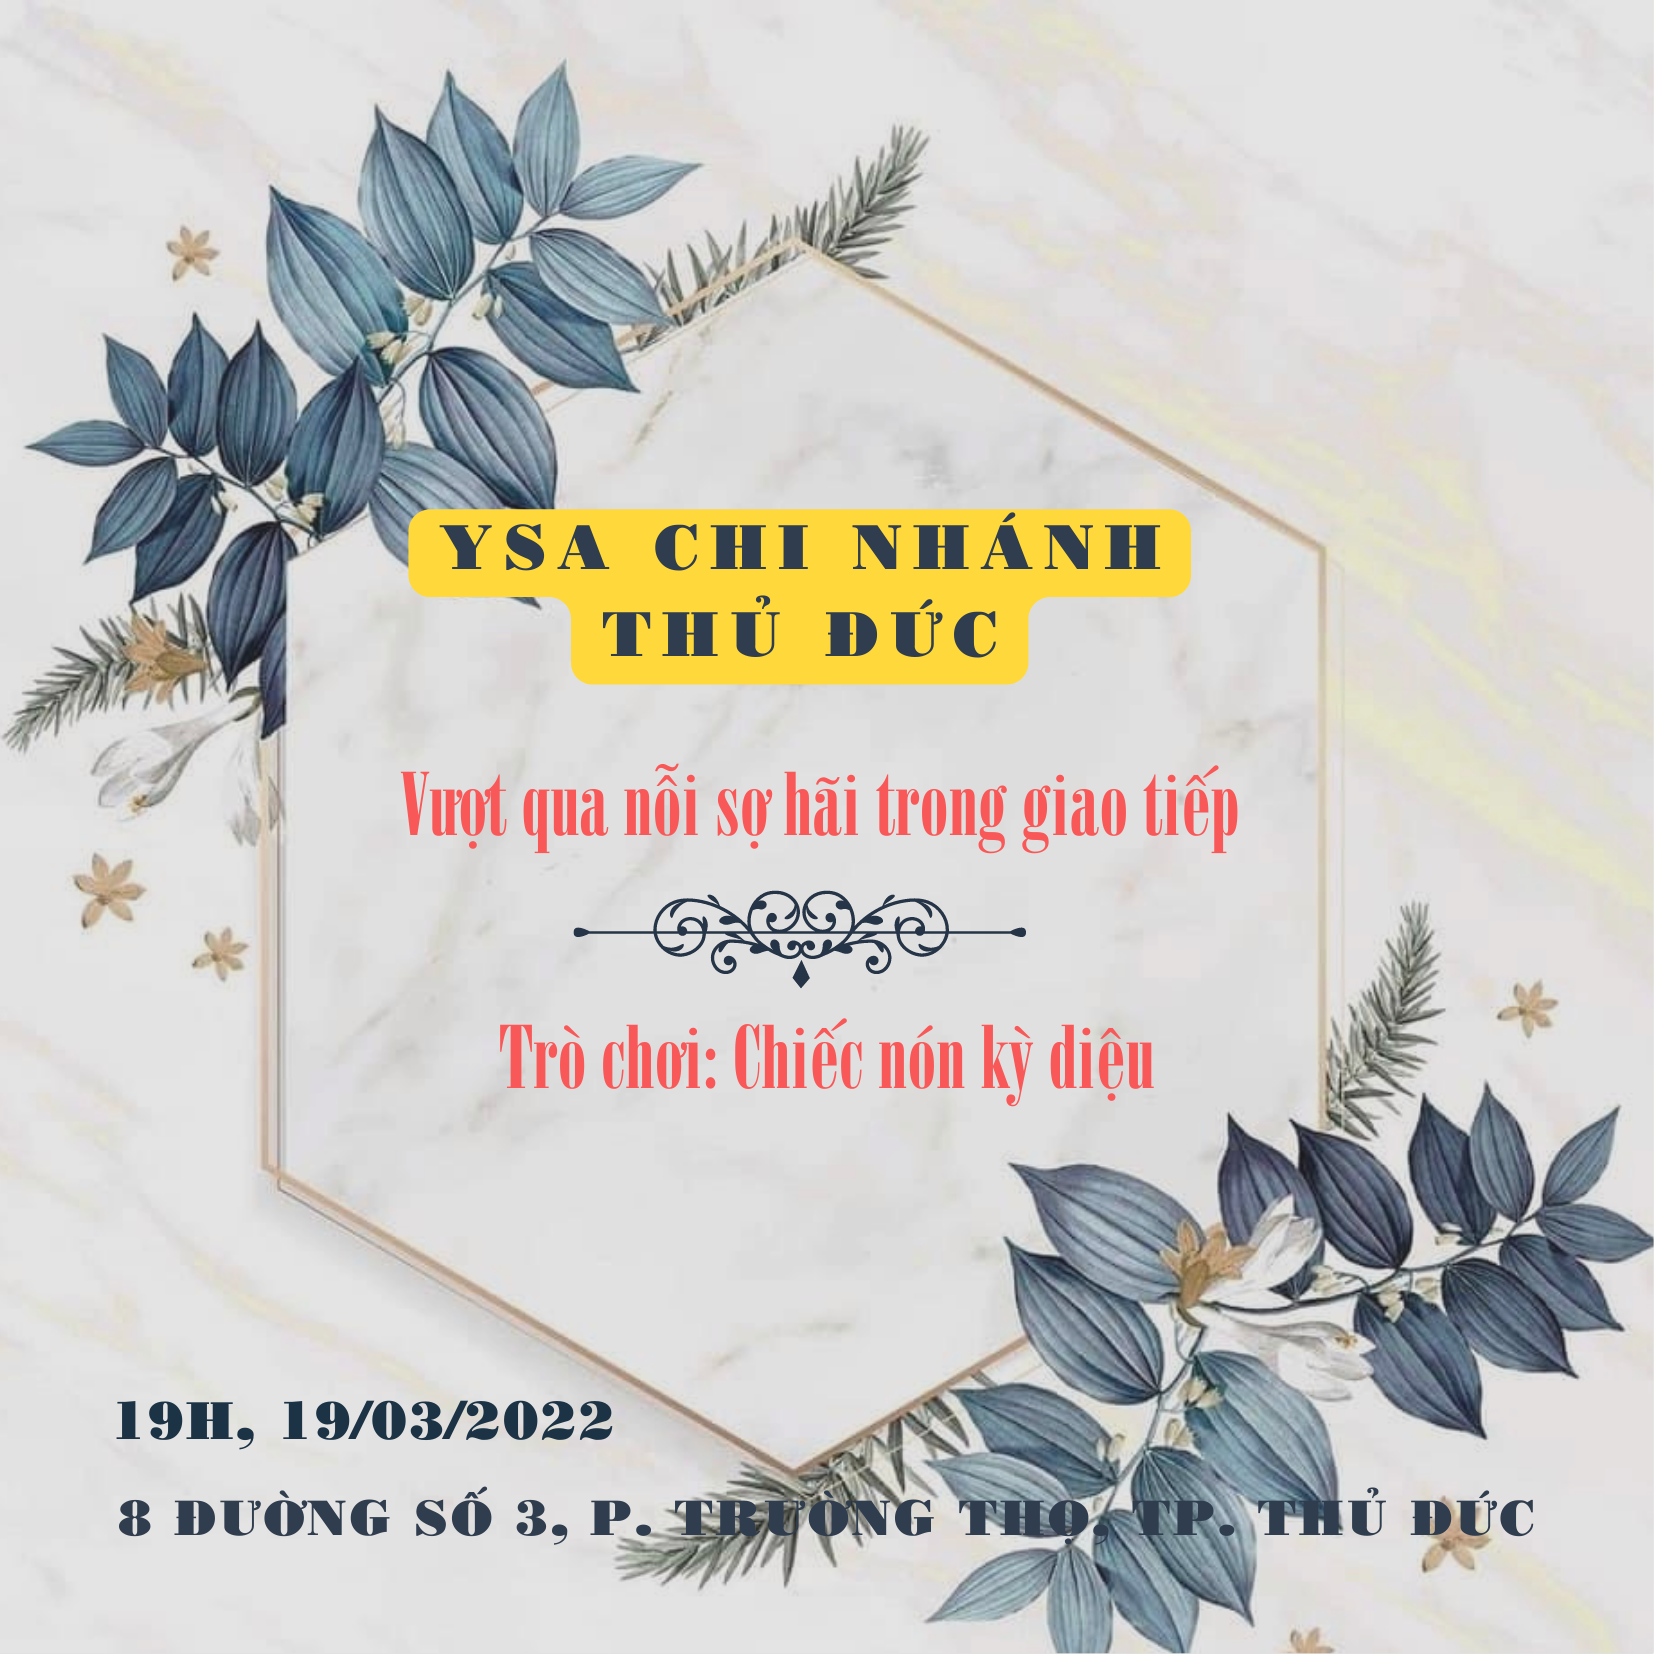 YSA CHI NHÁNH
THỦ ĐỨC
Vượt qua nỗi sợ hãi trong giao tiếp
Trò chơi: Chiếc nón kỳ diệu
19H, 19/03/2022
8 ĐƯỜNG SỐ 3, P. TRƯỜNG THỌ, TP. THỦ ĐỨC